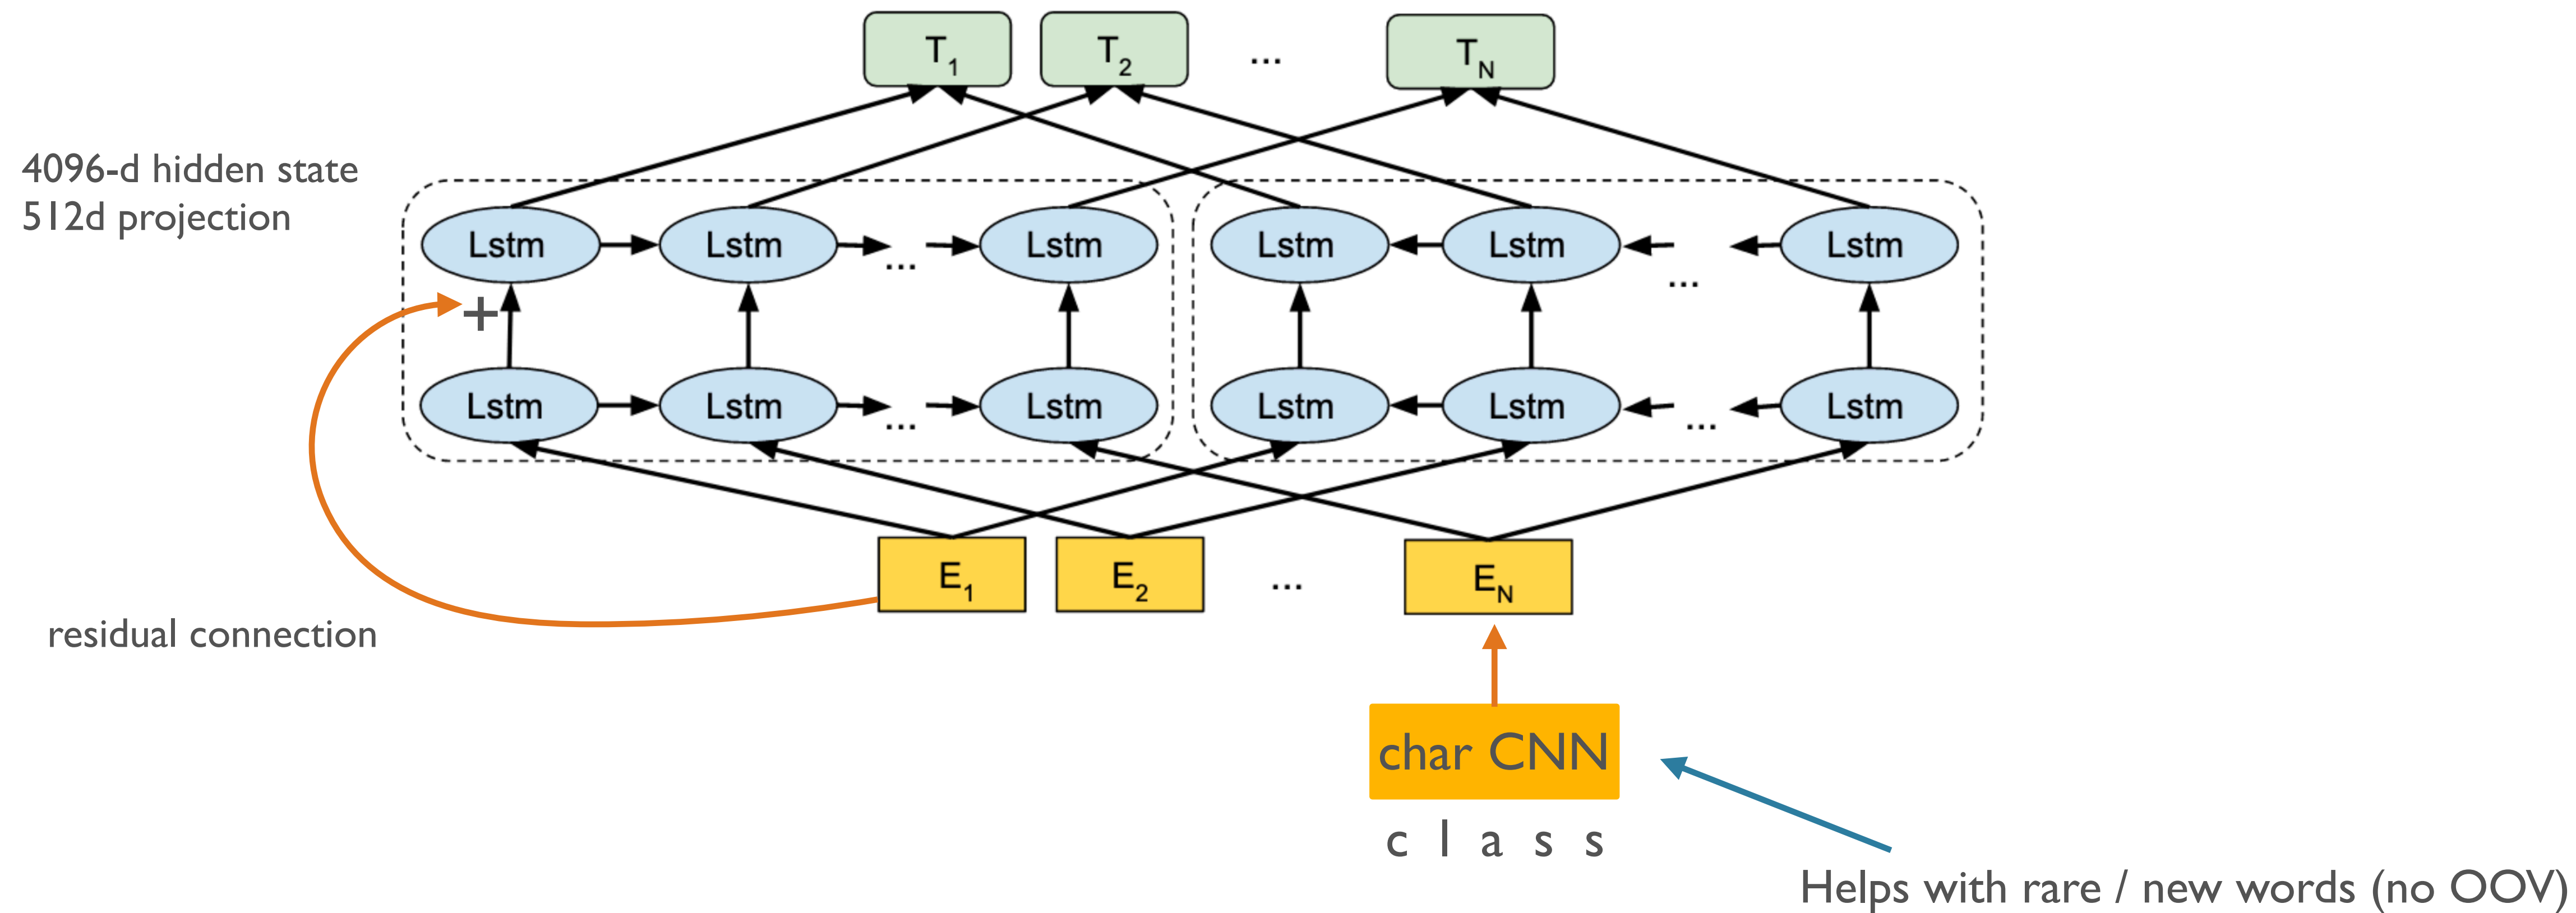 T1 T2 ... TN
4096-d hidden state
512d projection
Lstm Lstm ... Lstm Lstm Lstm ... Lstm
+
Lstm Lstm ... Lstm Lstm Lstm ... Lstm
E1 E2 ... EN
residual connection
char CNN
c l a s s
Helps with rare / new words (no OOV)